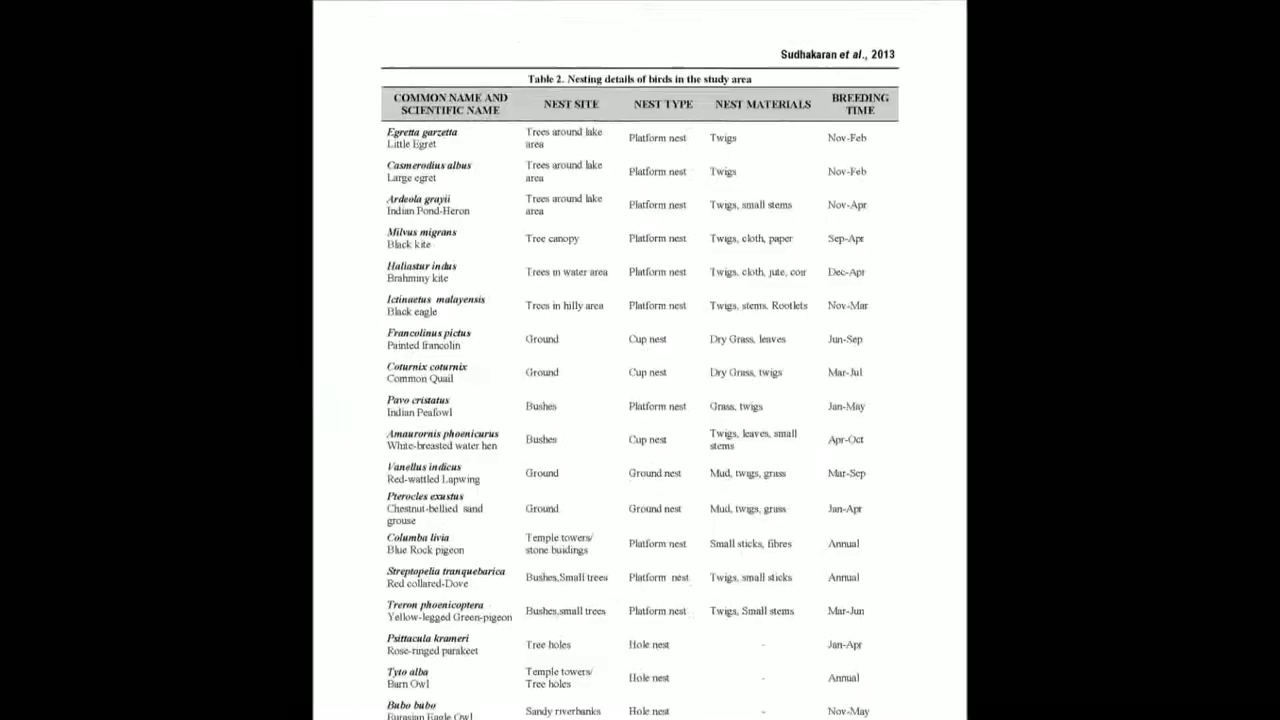 Sudhakaran et al., 2013
Table 2. Nesting details of birds in the study area
COMMON NAME AND SCIENTIFIC NAME NEST SITE NEST TYPE NEST MATERIALS BREEDING TIME
Egretta garzetta Trees around lake
Little Egret area Platform nest Twigs Nov-Feb
Casmerodius albus Trees around lake
Large egret area Platform nest Twigs Nov-Feb
Ardeola grayii Trees around lake
Indian Pond-Heron area Platform nest Twigs, small stems Nov-Apr
Milvus migrans
Black kite Tree canopy Platform nest Twigs, cloth, paper Sep-Apr
Haliastur indus
Brahminy kite Trees in water area Platform nest Twigs, cloth, jute, coir Dec-Apr
Ictinaetus malayensis
Black eagle Trees in hilly area Platform nest Twigs, stems, Rootlets Nov-Mar
Francolinus pictus
Painted francolin Ground Cup nest Dry Grass, leaves Jun-Sep
Coturnix coturnix
Common Quail Ground Cup nest Dry Grass, twigs Mar-Jul
Pavo cristatus
Indian Peafowl Bushes Platform nest Grass, twigs Jan-May
Amaurornis phoenicurus Twigs, leaves, small
White-breasted water hen Bushes Cup nest stems Apr-Oct
Vanellus indicus
Red-wattled Lapwing Ground Ground nest Mud, twigs, grass Mar-Sep
Pterocles exustus
Chestnut-bellied sand Ground Ground nest Mud, twigs, grass Jan-Apr
grouse
Columba livia Temple towers/
Blue Rock pigeon stone buidings Platform nest Small sticks, fibres Annual
Streptopelia tranquebarica
Red collared-Dove Bushes,Small trees Platform nest Twigs, small sticks Annual
Treron phoenicoptera
Yellow-legged Green-pigeon Bushes,small trees Platform nest Twigs, Small stems Mar-Jun
Psittacula krameri
Rose-ringed parakeet Tree holes Hole nest - Jan-Apr
Tyto alba Temple towers/
Barn Owl Tree holes Hole nest - Annual
Bubo bubo
Eurasian Eagle Owl Sandy riverbanks Hole nest - Nov-May